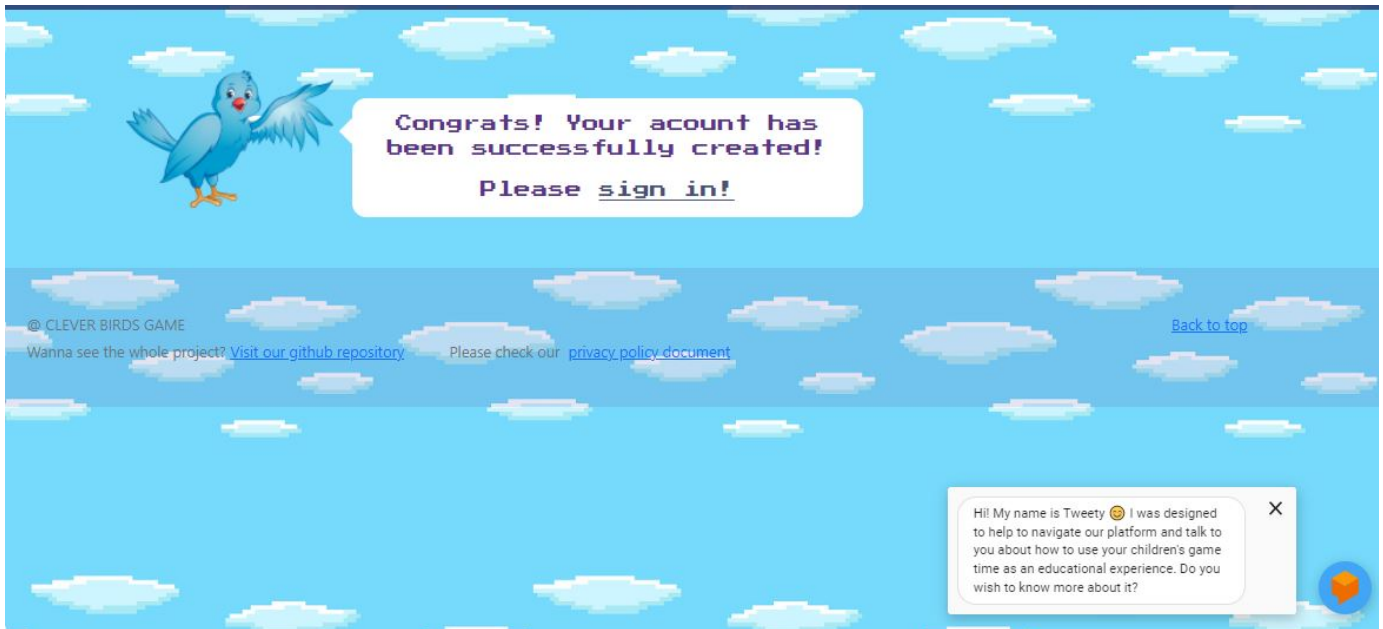 Congrats! Your acount has
been successfully created!
Please sign in!
@ CLEVER BIRDS GAME
Back to top
Wanna see the whole project? Visit our github repository Please check our privacy policy document
Hi! My name is Tweety 😊 I was designed
to help to navigate our platform and talk to
you about how to use your children's game
time as an educational experience. Do you
wish to know more about it?